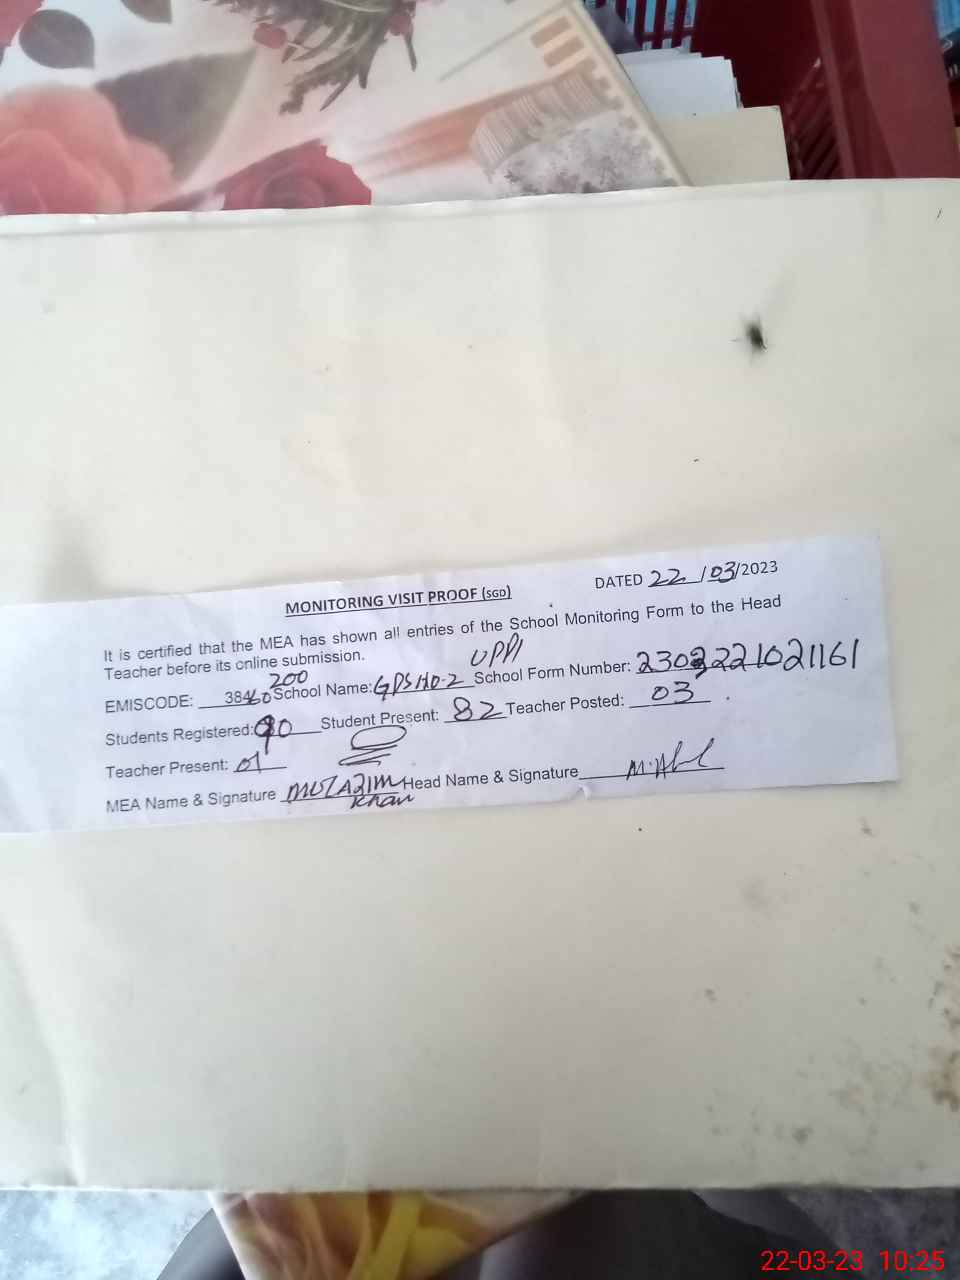 MONITORING VISIT PROOF (SGD)
DATED 22/03/2023
It is certified that the MEA has shown all entries of the School Monitoring Form to the Head
Teacher before its online submission.
UPPI
200
EMISCODE: 38460 School Name: GPS NO-2 School Form Number: 2303221021161
Students Registered: 90 Student Present: 82 Teacher Posted: 03
Teacher Present: 01
MEA Name & Signature MUZAZIM Head Name & Signature
Khan
22-03-23 10:25